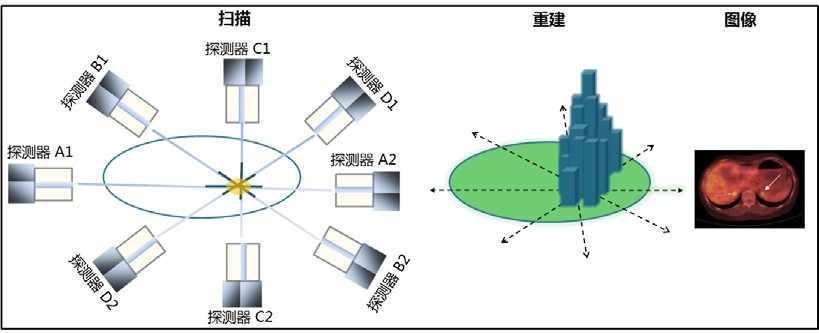 扫描
重建
图像
探测器 B1
探测器 C1
探测器 D1
探测器 A1
探测器 A2
探测器 D2
探测器 C2
探测器 B2